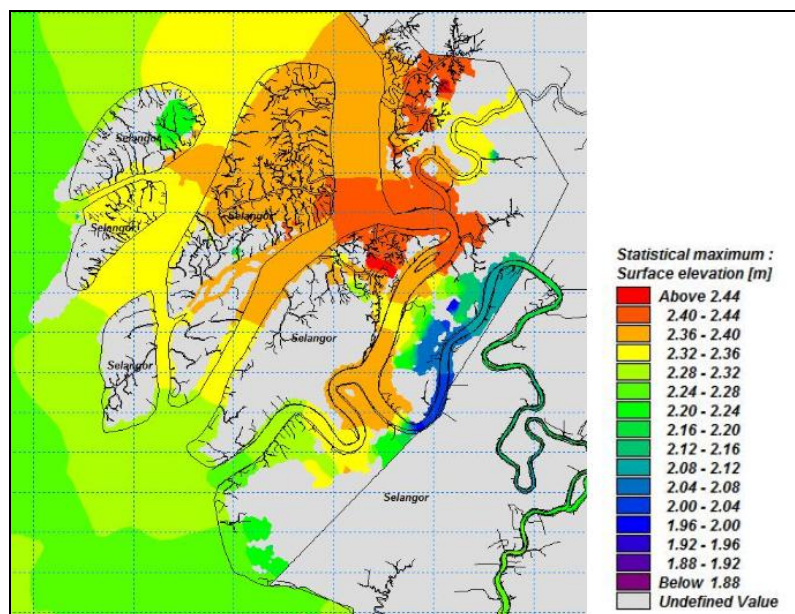 Selangor
Selangor
Selangor
Selangor
Selangor
Selangor
Statistical maximum :
Surface elevation [m]
Above 2.44
2.40 - 2.44
2.36 - 2.40
2.32 - 2.36
2.28 - 2.32
2.24 - 2.28
2.20 - 2.24
2.16 - 2.20
2.12 - 2.16
2.08 - 2.12
2.04 - 2.08
2.00 - 2.04
1.96 - 2.00
1.92 - 1.96
1.88 - 1.92
Below 1.88
Undefined Value